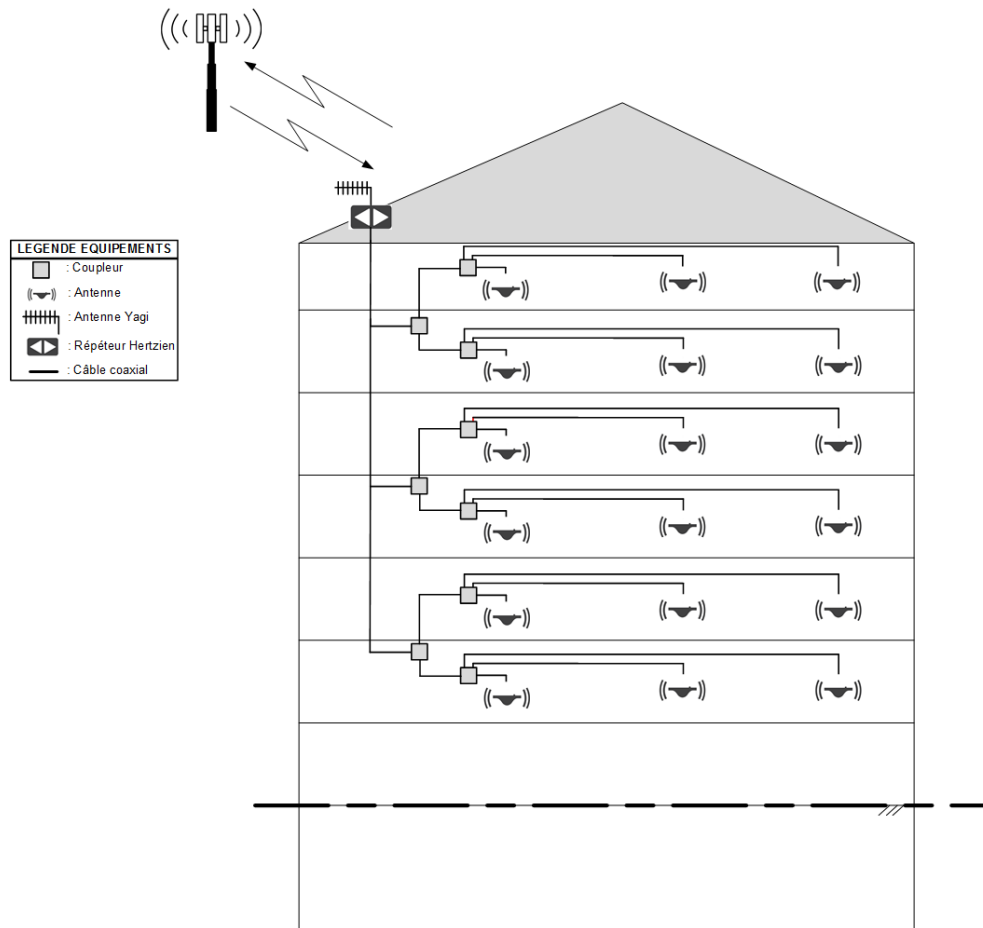 LEGENDE EQUIPEMENTS
: Coupleur
: Antenne
: Antenne Yagi
: Répéteur Hertzien
: Câble coaxial